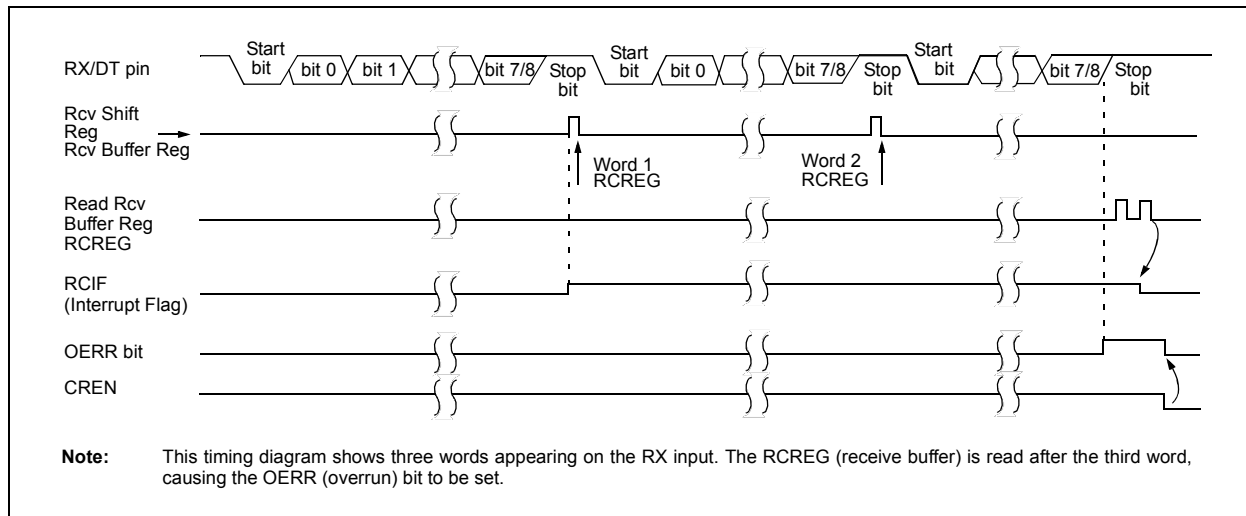 Start bit bit 0 bit 1 bit 7/8 Stop bit Start bit bit 0 bit 7/8 Stop bit Start bit bit 7/8 Stop bit
RX/DT pin
Rcv Shift
Reg
Rcv Buffer Reg
Word 1
RCREG
Word 2
RCREG
Read Rcv
Buffer Reg
RCREG
RCIF
(Interrupt Flag)
OERR bit
CREN
Note: This timing diagram shows three words appearing on the RX input. The RCREG (receive buffer) is read after the third word,
causing the OERR (overrun) bit to be set.